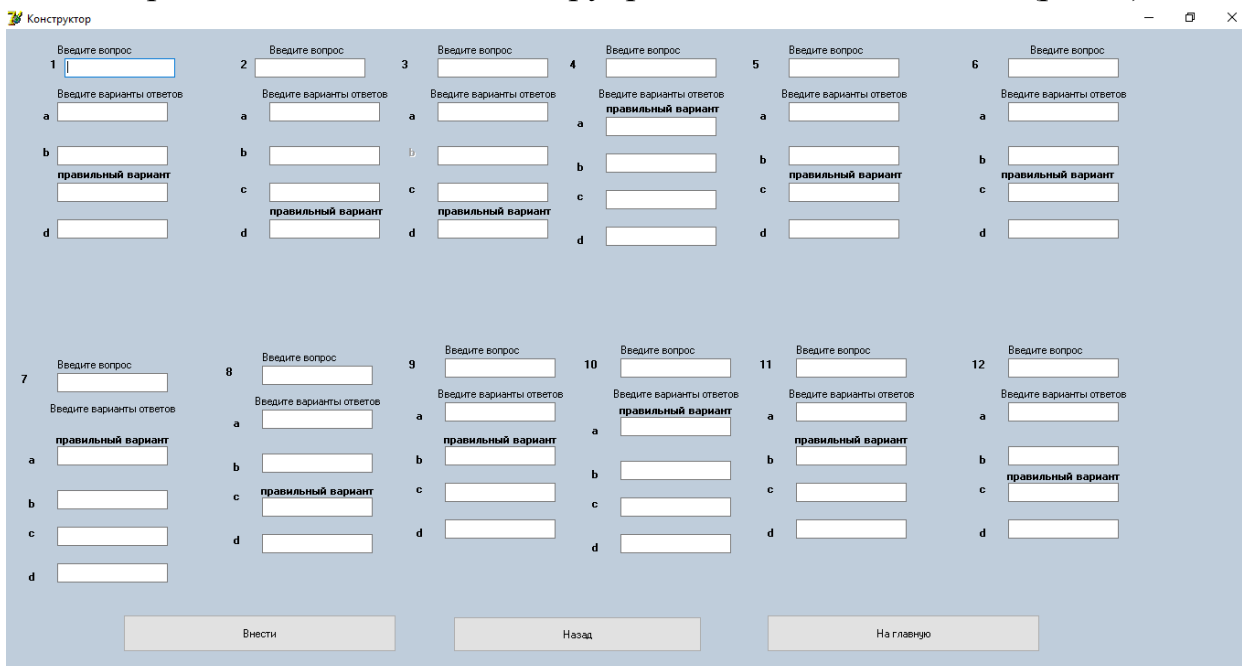 Конструктор
Введите вопрос Введите вопрос Введите вопрос Введите вопрос Введите вопрос Введите вопрос
1 2 3 4 5 6
Введите варианты ответов Введите варианты ответов Введите варианты ответов Введите варианты ответов Введите варианты ответов Введите варианты ответов
правильный вариант
a a a a a a
b b b b b b
правильный вариант правильный вариант правильный вариант
c c c c c
правильный вариант правильный вариант
d d d d d d
Введите вопрос Введите вопрос Введите вопрос Введите вопрос Введите вопрос Введите вопрос
7 8 9 10 11 12
Введите варианты ответов Введите варианты ответов Введите варианты ответов Введите варианты ответов Введите варианты ответов Введите варианты ответов
правильный вариант
a a a a a
правильный вариант правильный вариант правильный вариант
a b b b b b
правильный вариант правильный вариант
b c c c c c
c d d d d d
d
Внести Назад На главную